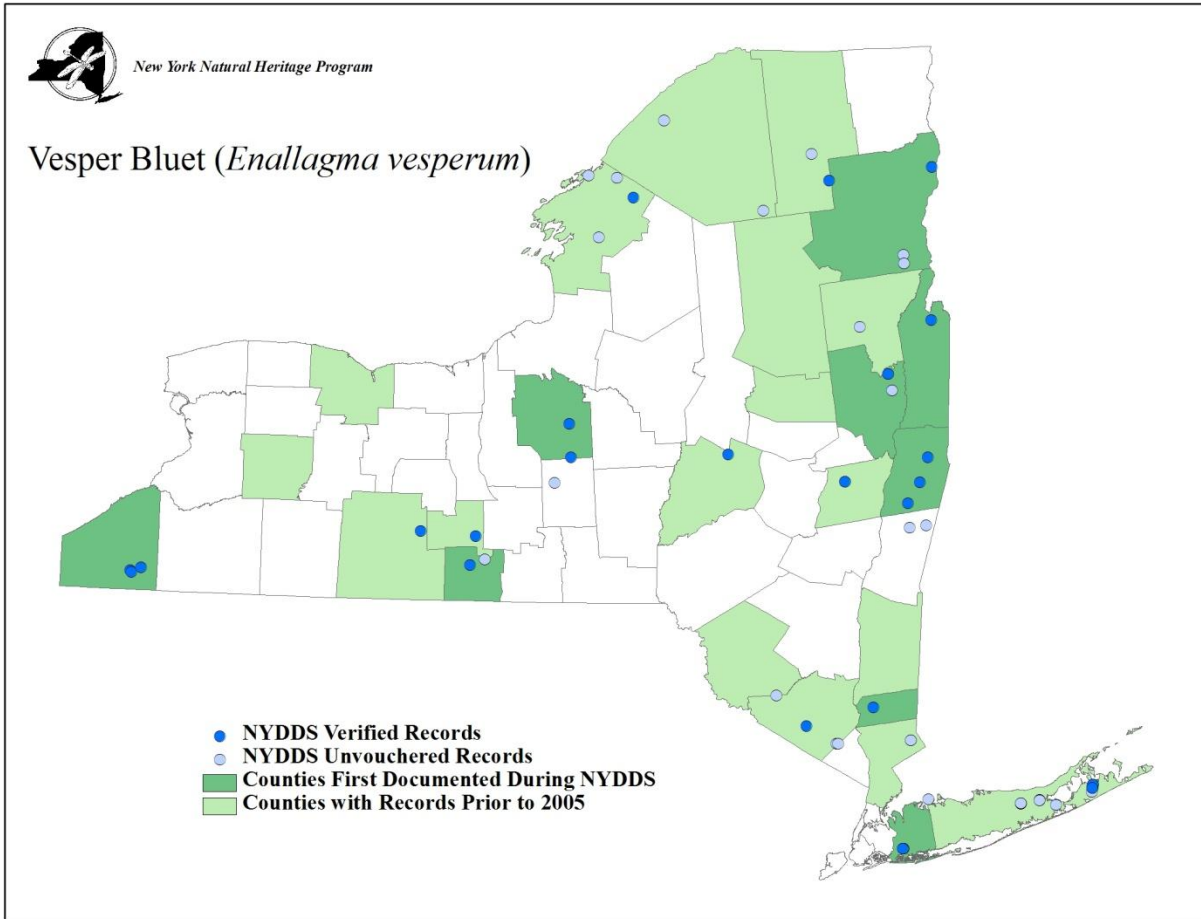 New York Natural Heritage Program
Vesper Bluet (Enallagma vesperum)
NYDDS Verified Records
NYDDS Unvouchered Records
Counties First Documented During NYDDS
Counties with Records Prior to 2005